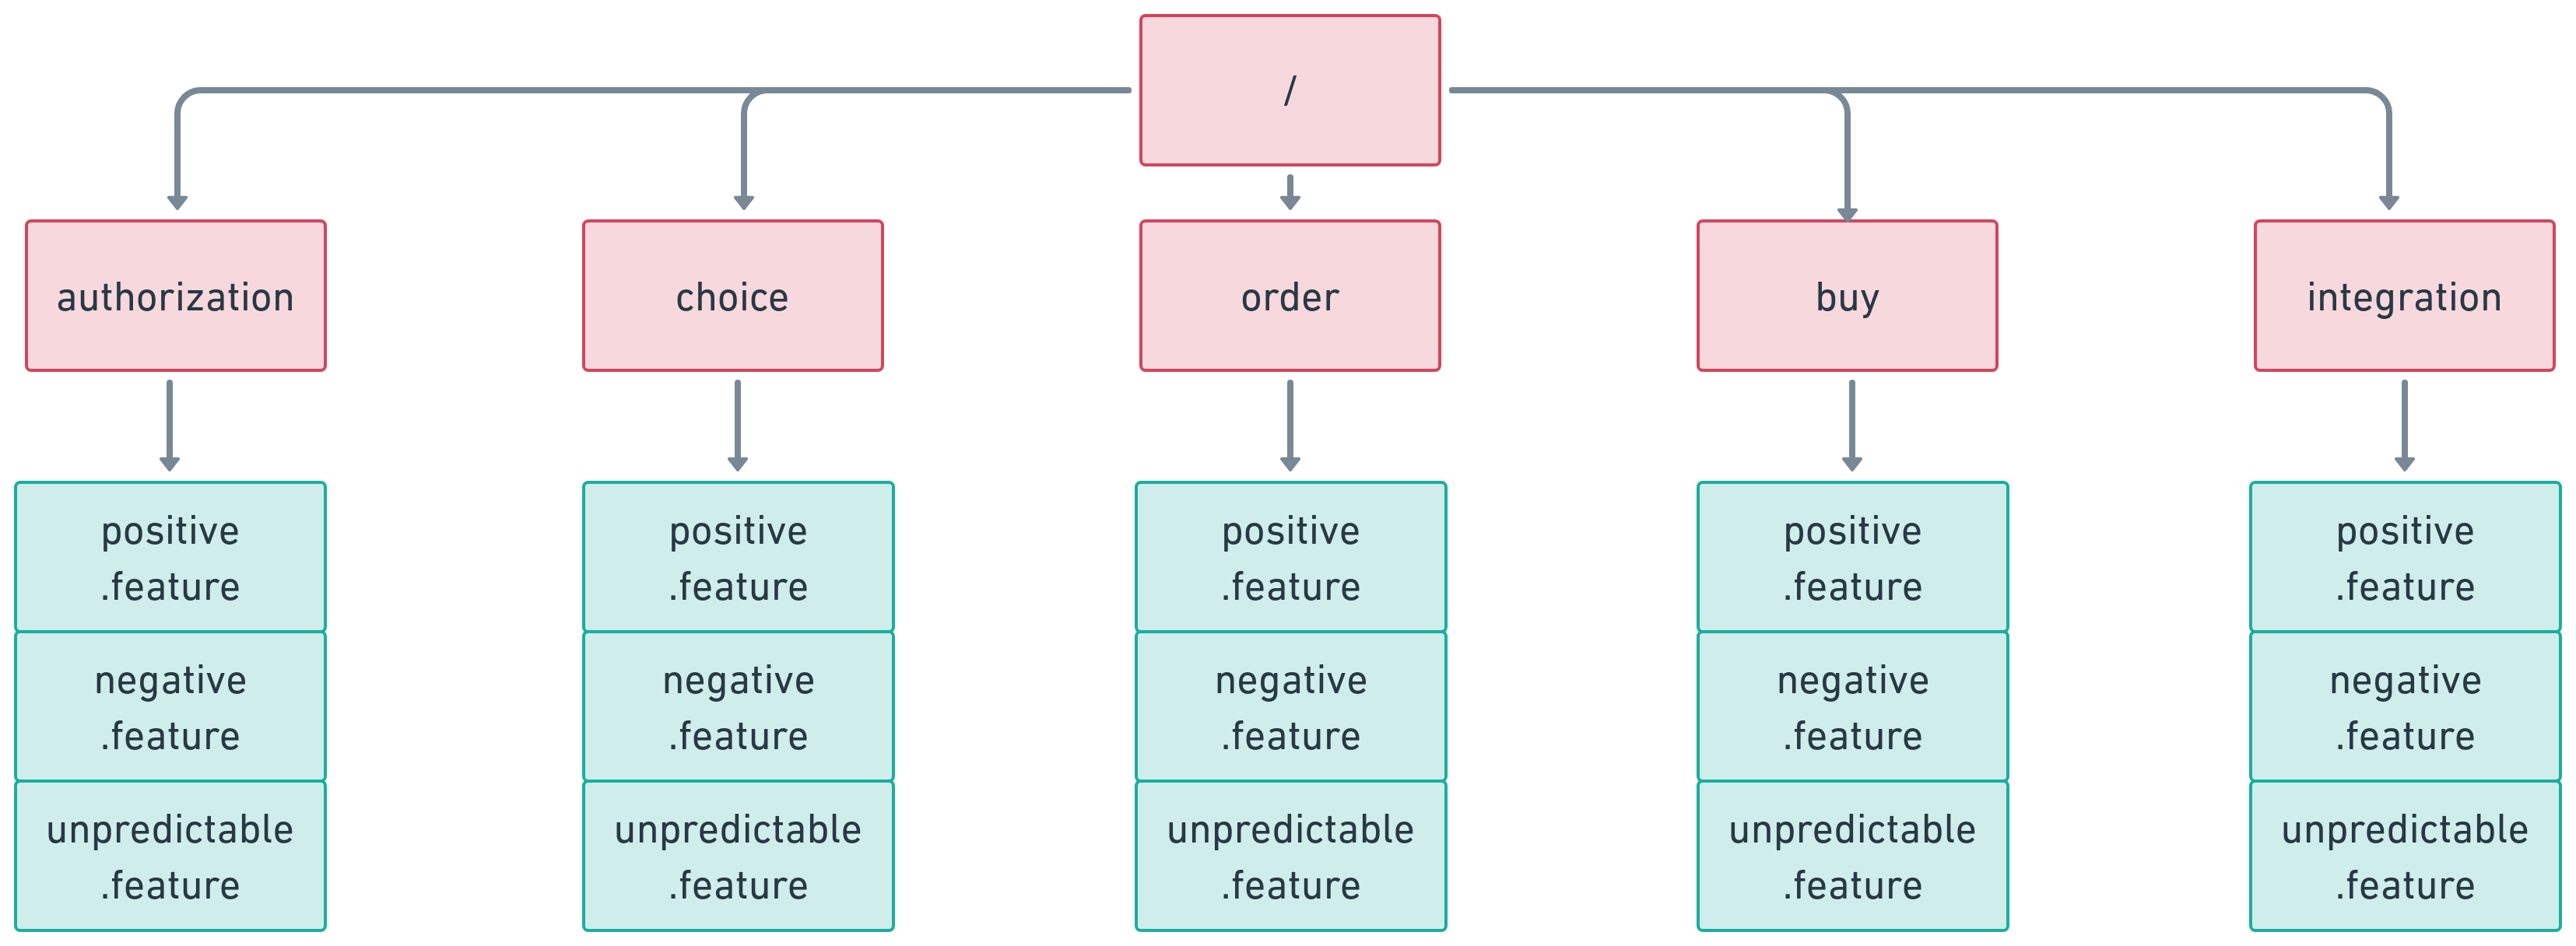 /
authorization
choice
order
buy
integration
positive
.feature
negative
.feature
unpredictable
.feature
positive
.feature
negative
.feature
unpredictable
.feature
positive
.feature
negative
.feature
unpredictable
.feature
positive
.feature
negative
.feature
unpredictable
.feature
positive
.feature
negative
.feature
unpredictable
.feature